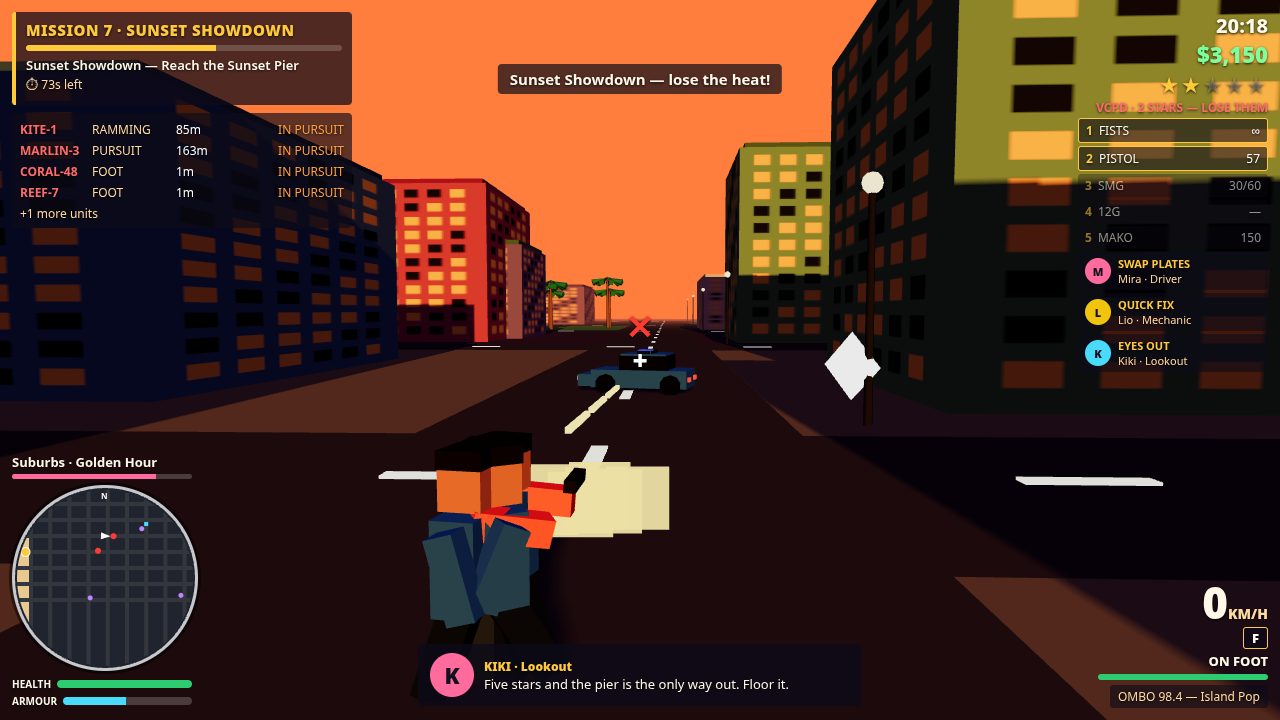 MISSION 7 · SUNSET SHOWDOWN
Sunset Showdown — Reach the Sunset Pier
⏱ 73s left
KITE-1 RAMMING 85m IN PURSUIT
MARLIN-3 PURSUIT 163m IN PURSUIT
CORAL-48 FOOT 1m IN PURSUIT
REEF-7 FOOT 1m IN PURSUIT
+1 more units
Sunset Showdown — lose the heat!
20:18
$3,150
★★★★★
VCPD · 2 STARS — LOSE THEM
1 FISTS ∞
2 PISTOL 57
3 SMG 30/60
4 12G —
5 MAKO 150
M SWAP PLATES
Mira · Driver
L QUICK FIX
Lio · Mechanic
K EYES OUT
Kiki · Lookout
Suburbs · Golden Hour
N
HEALTH
ARMOUR
K KIKI · Lookout
Five stars and the pier is the only way out. Floor it.
0 KM/H
F
ON FOOT
OMBO 98.4 — Island Pop